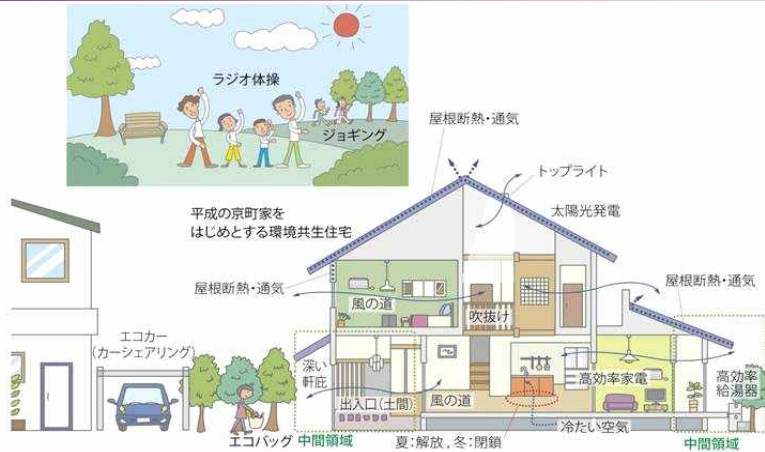 ラジオ体操
ジョギング
屋根断熱・通気
トップライト
太陽光発電
平成の京町家を
はじめとする環境共生住宅
屋根断熱・通気
屋根断熱・通気
風の道
吹抜け
エコカー
(カーシェアリング)
深い
軒庇
高効率家電
高効率
給湯器
出入口(土間)
風の道
冷たい空気
エコバッグ
中間領域
夏:解放,冬:閉鎖
中間領域